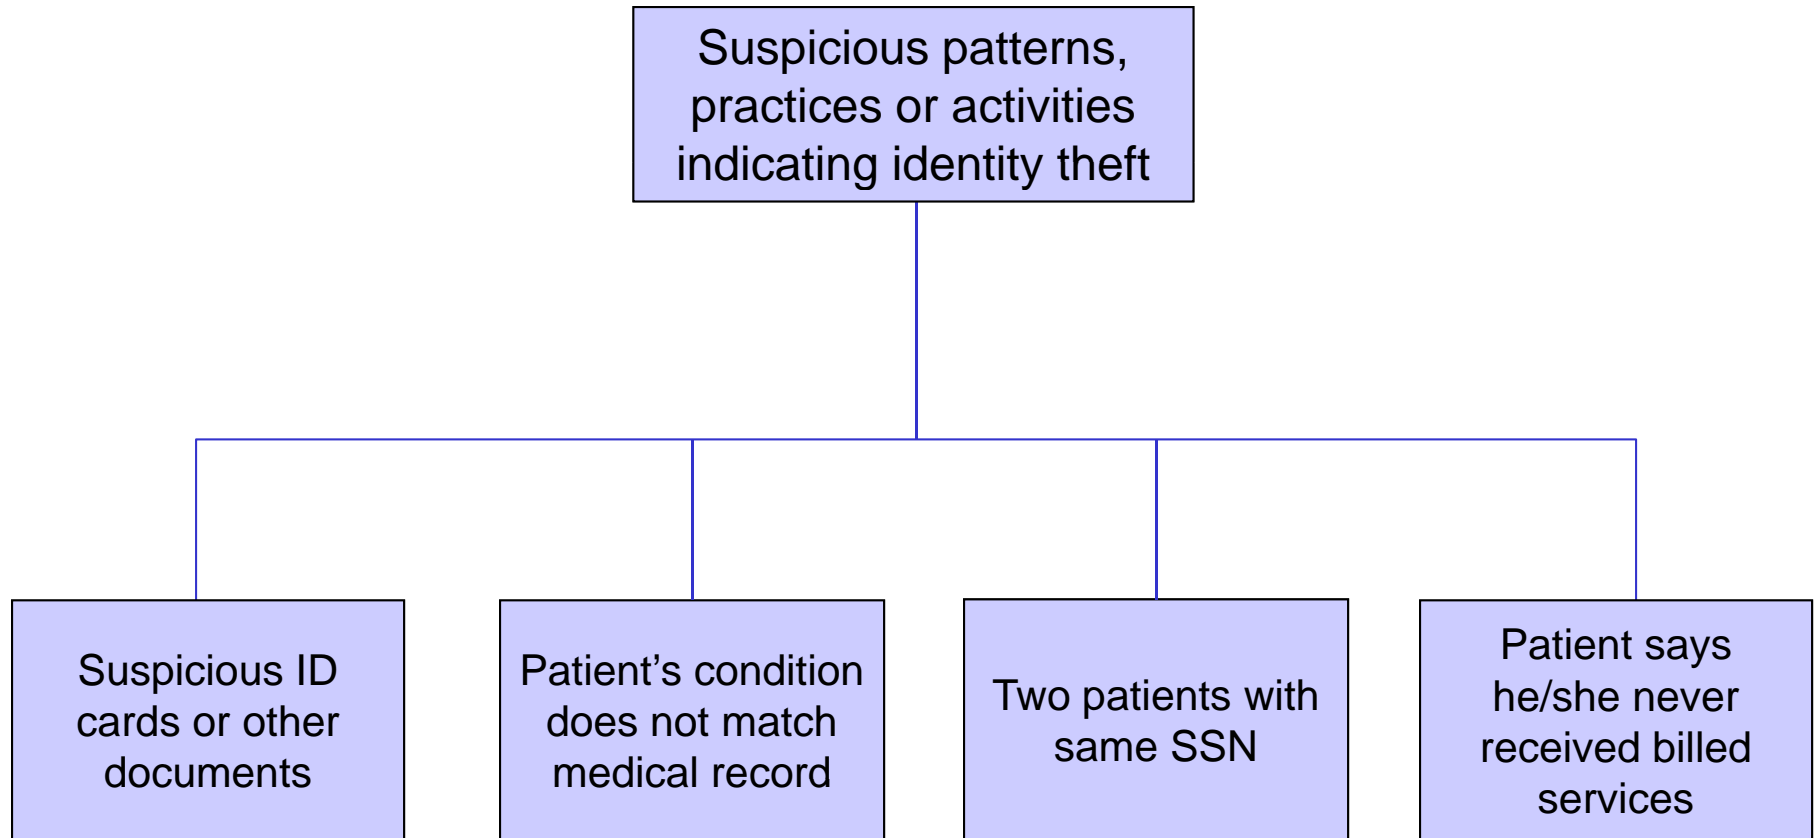 Suspicious patterns,
practices or activities
indicating identity theft
Suspicious ID
cards or other
documents
Patient’s condition
does not match
medical record
Two patients with
same SSN
Patient says
he/she never
received billed
services